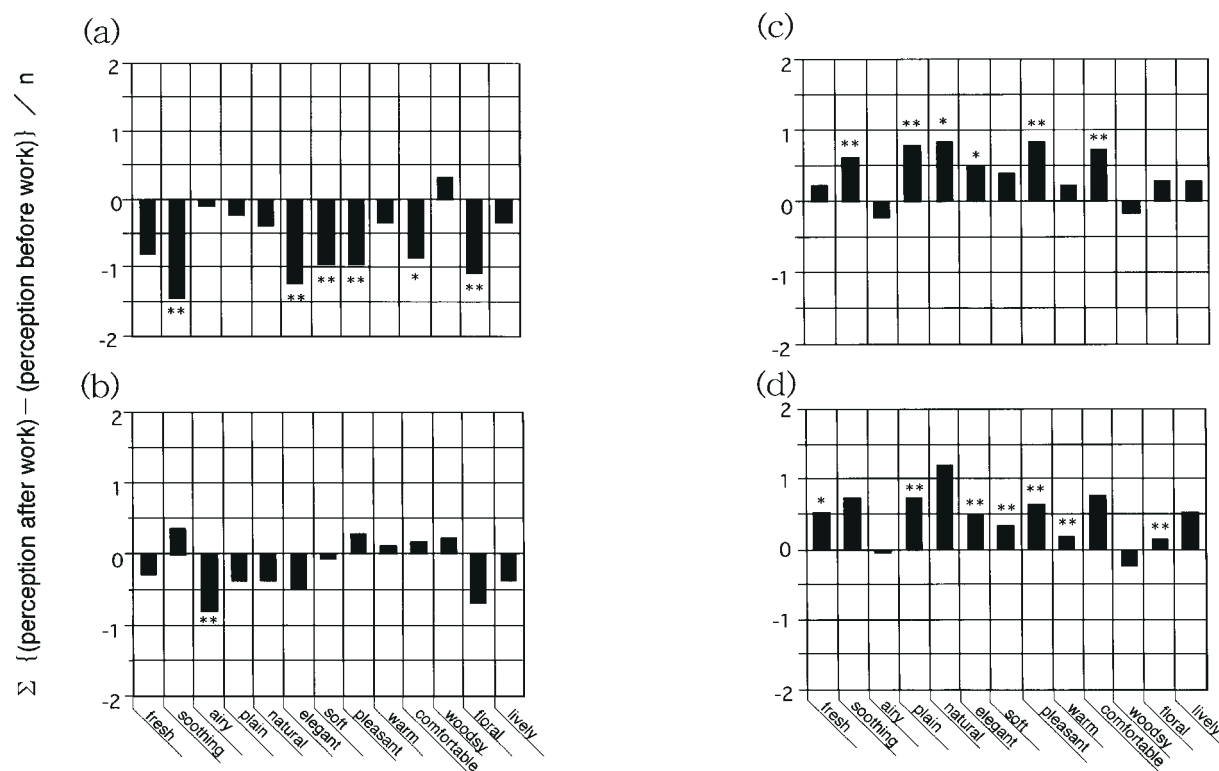 Σ {(perception after work) − (perception before work)} / n
(a)
2
1
0
-1
-2
** ** ** ** * **
(b)
2
1
0
-1
-2
**
fresh
soothing
airy
plain
natural
elegant
soft
pleasant
warm
comfortable
woodsy
floral
lively
(c)
2
1
0
-1
-2
** ** * * ** **
(d)
2
1
0
-1
-2
* ** ** ** ** ** **
fresh
soothing
airy
plain
natural
elegant
soft
pleasant
warm
comfortable
woodsy
floral
lively